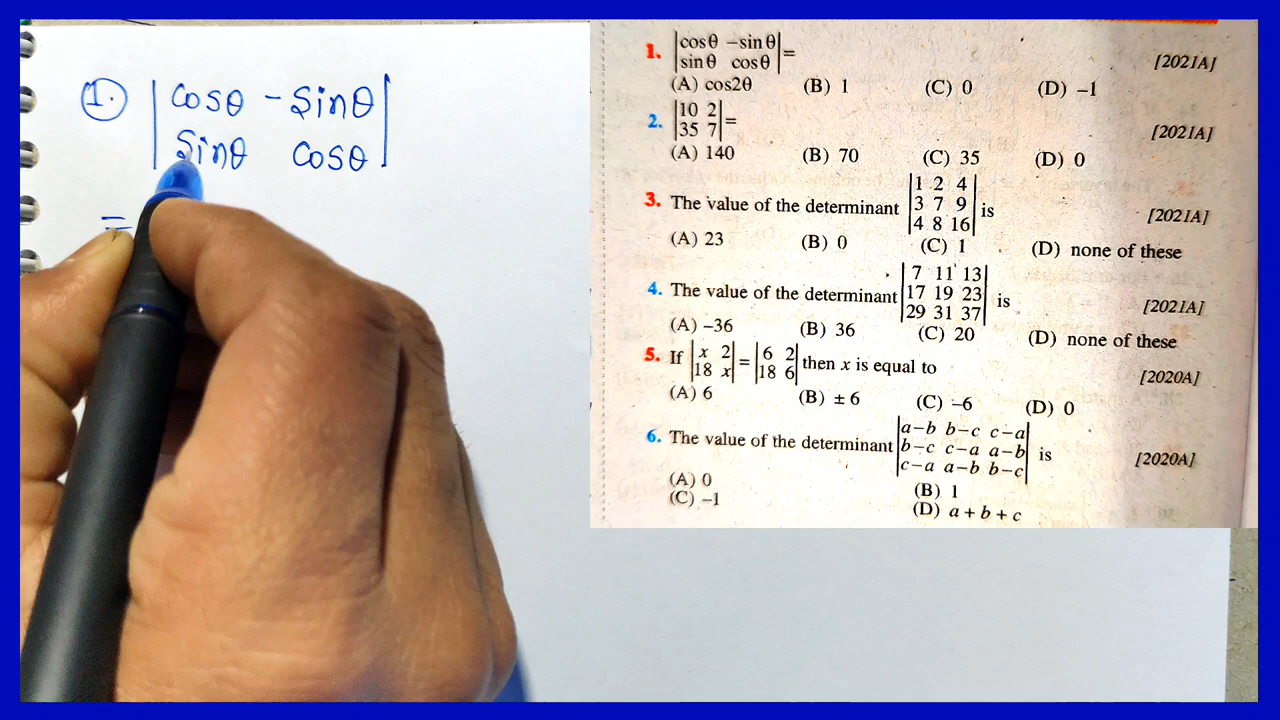 1. | cosθ - sinθ |
| sinθ cosθ |
=
1. |cosθ −sinθ| = [2021A]
|sinθ cosθ|
(A) cos2θ (B) 1 (C) 0 (D) −1
2. |10 2| = [2021A]
|35 7|
(A) 140 (B) 70 (C) 35 (D) 0
|1 2 4|
3. The value of the determinant |3 7 9| is [2021A]
|4 8 16|
(A) 23 (B) 0 (C) 1 (D) none of these
|7 11 13|
4. The value of the determinant |17 19 23| is [2021A]
|29 31 37|
(A) −36 (B) 36 (C) 20 (D) none of these
5. If |x 2| = |6 2| then x is equal to [2020A]
|18 x| |18 6|
(A) 6 (B) ± 6 (C) −6 (D) 0
|a−b b−c c−a|
6. The value of the determinant |b−c c−a a−b| is [2020A]
|c−a a−b b−c|
(A) 0 (B) 1
(C) −1 (D) a + b + c